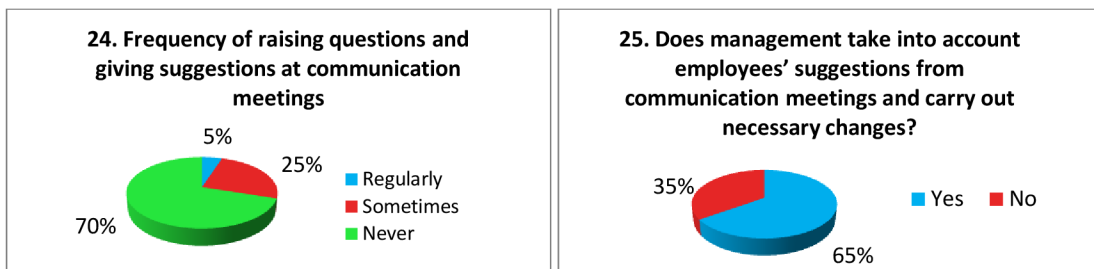 24. Frequency of raising questions and
giving suggestions at communication
meetings
5%
25%
70%
Regularly
Sometimes
Never
25. Does management take into account
employees’ suggestions from
communication meetings and carry out
necessary changes?
35%
65%
Yes No